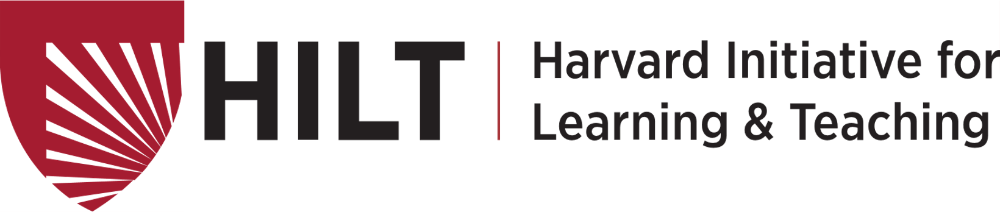 HILT
Harvard Initiative for
Learning & Teaching